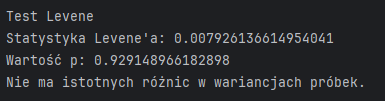 Test Levene
Statystyka Levene'a: 0.007926136614954041
Wartość p: 0.929148966182898
Nie ma istotnych różnic w wariancjach próbek.